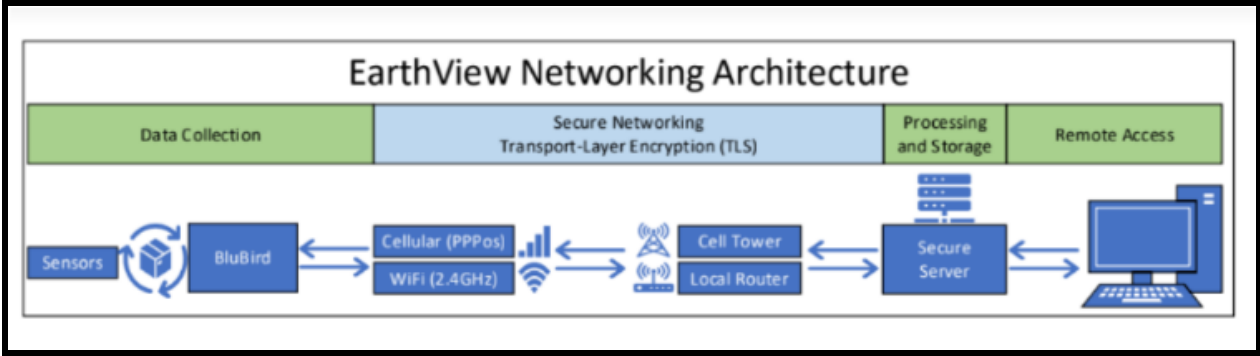 EarthView Networking Architecture
Data Collection
Secure Networking
Transport-Layer Encryption (TLS)
Processing
and Storage
Remote Access
Sensors
BluBird
Cellular (PPPos)
WiFi (2.4GHz)
Cell Tower
Local Router
Secure
Server